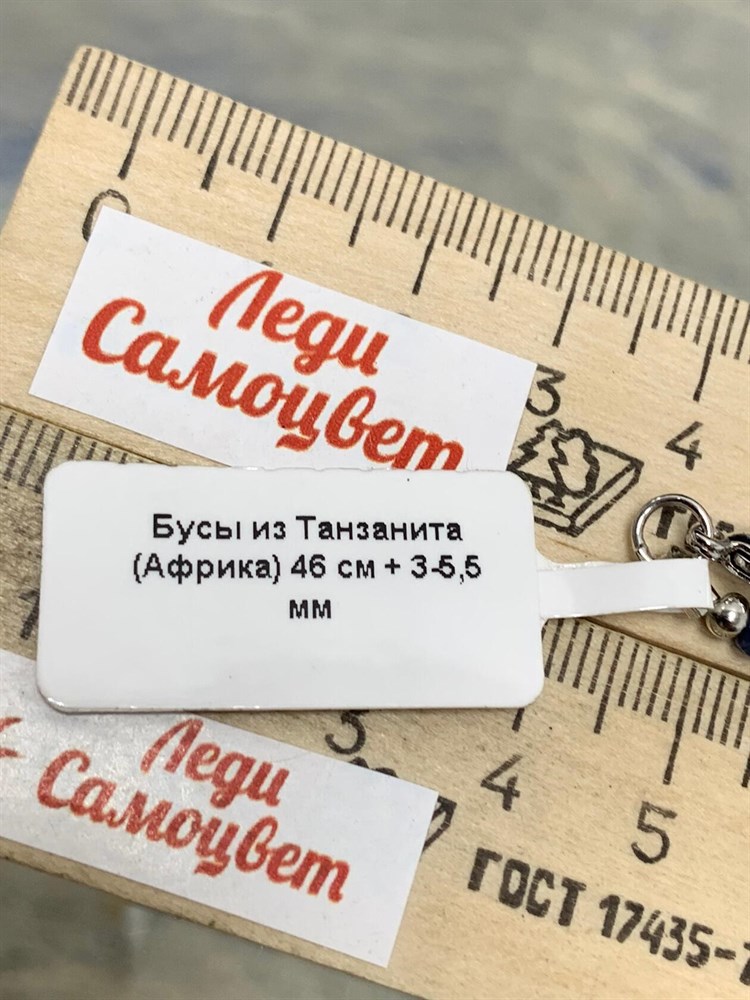 0
Леди
Самоцвет
3
4
Бусы из Танзанита
(Африка) 46 см + 3-5,5
мм
Леди
Самоцвет
3
4
5
ГОСТ 17435-